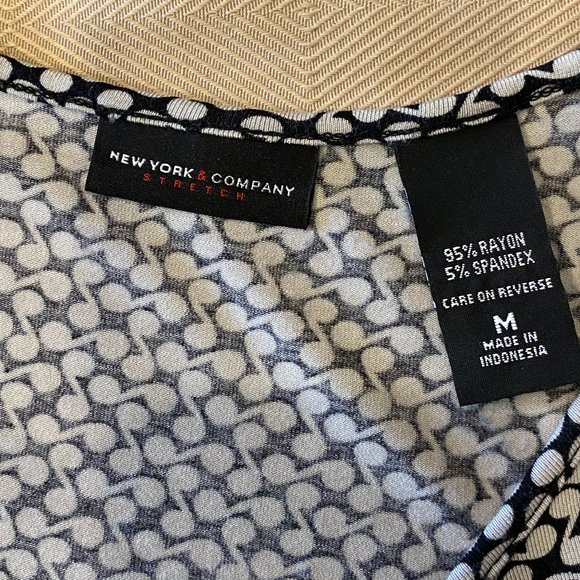 NEW YORK & COMPANY
STRETCH
95% RAYON
5% SPANDEX
CARE ON REVERSE
M
MADE IN
INDONESIA